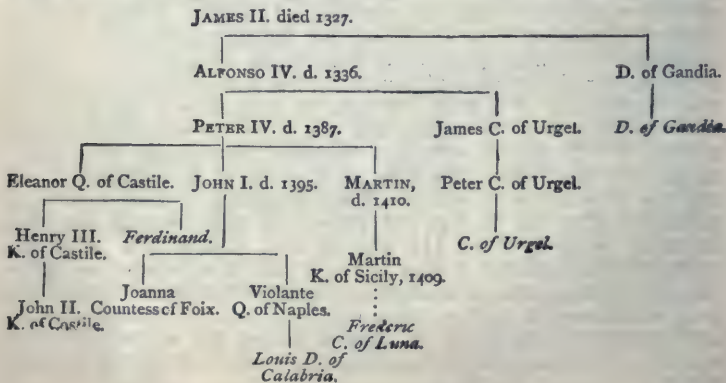 JAMES II. died 1327.
ALFONSO IV. d. 1336. D. of Gandia.
PETER IV. d. 1387. James C. of Urgel. D. of Gandia.
Eleanor Q. of Castile. JOHN I. d. 1395. MARTIN, Peter C. of Urgel.
d. 1410.
Henry III. Ferdinand. C. of Urgel.
K. of Castile. Martin
K. of Sicily, 1409.
John II. Joanna Violante
K. of Castile. Countess of Foix. Q. of Naples.
Frederic
C. of Luna.
Louis D. of
Calabria.